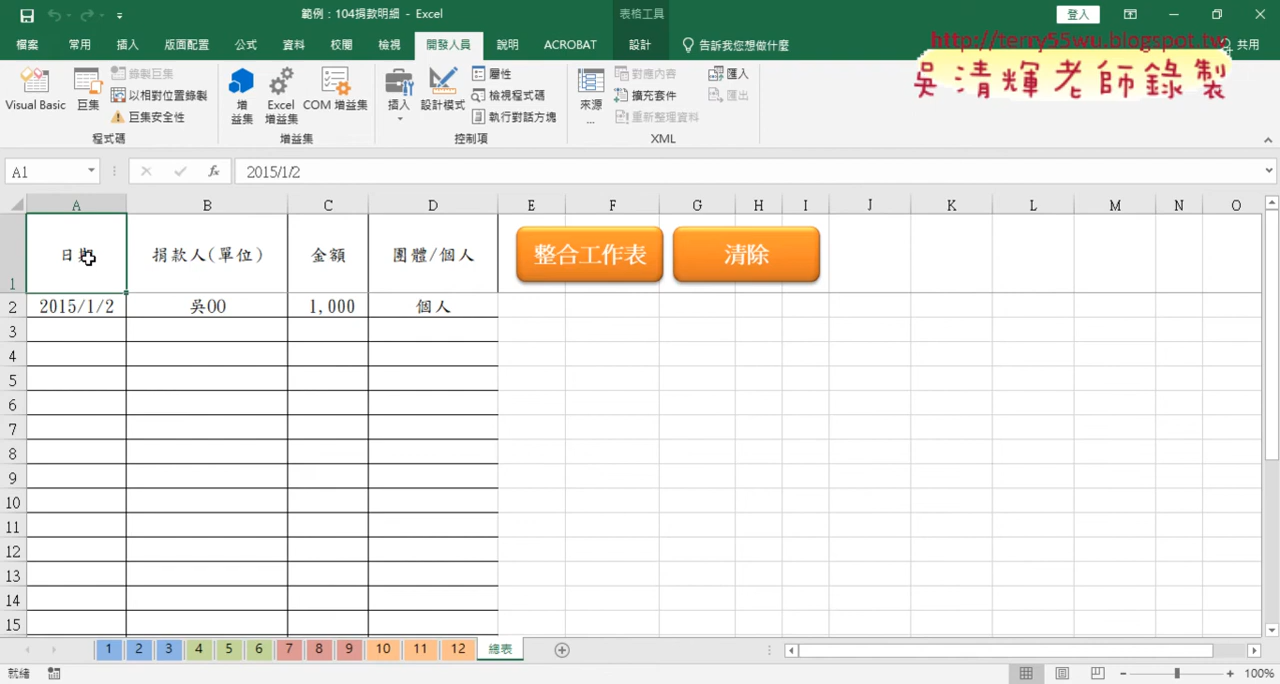 範例：104捐款明細 - Excel
表格工具
登入
檔案
常用
插入
版面配置
公式
資料
校閱
檢視
開發人員
說明
ACROBAT
設計
告訴我您想做什麼
共用
http://terry55wu.blogspot.tw
吳清輝老師錄製
Visual Basic
巨集
錄製巨集
以相對位置錄製
巨集安全性
程式碼
增益集
Excel 增益集
COM 增益集
增益集
插入
設計模式
屬性
檢視程式碼
執行對話方塊
控制項
來源...
對應內容
擴充套件
重新整理資料
匯入
匯出
XML
A1
fx
2015/1/2
A B C D E F G H I J K L M N O
1 日期 捐款人(單位) 金額 團體/個人
整合工作表
清除
2 2015/1/2 吳OO 1,000 個人
3
4
5
6
7
8
9
10
11
12
13
14
15
1 2 3 4 5 6 7 8 9 10 11 12 總表
就緒
100%